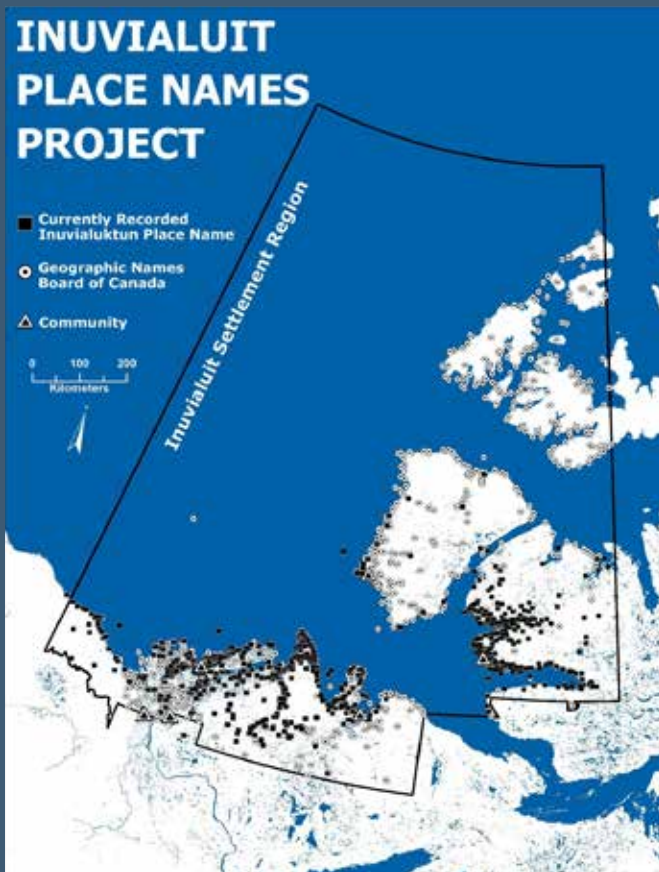 INUVIALUIT
PLACE NAMES
PROJECT
Currently Recorded
Inuvialuktun Place Name
Geographic Names
Board of Canada
Community
0 100 200
Kilometers
Inuvialuit Settlement Region